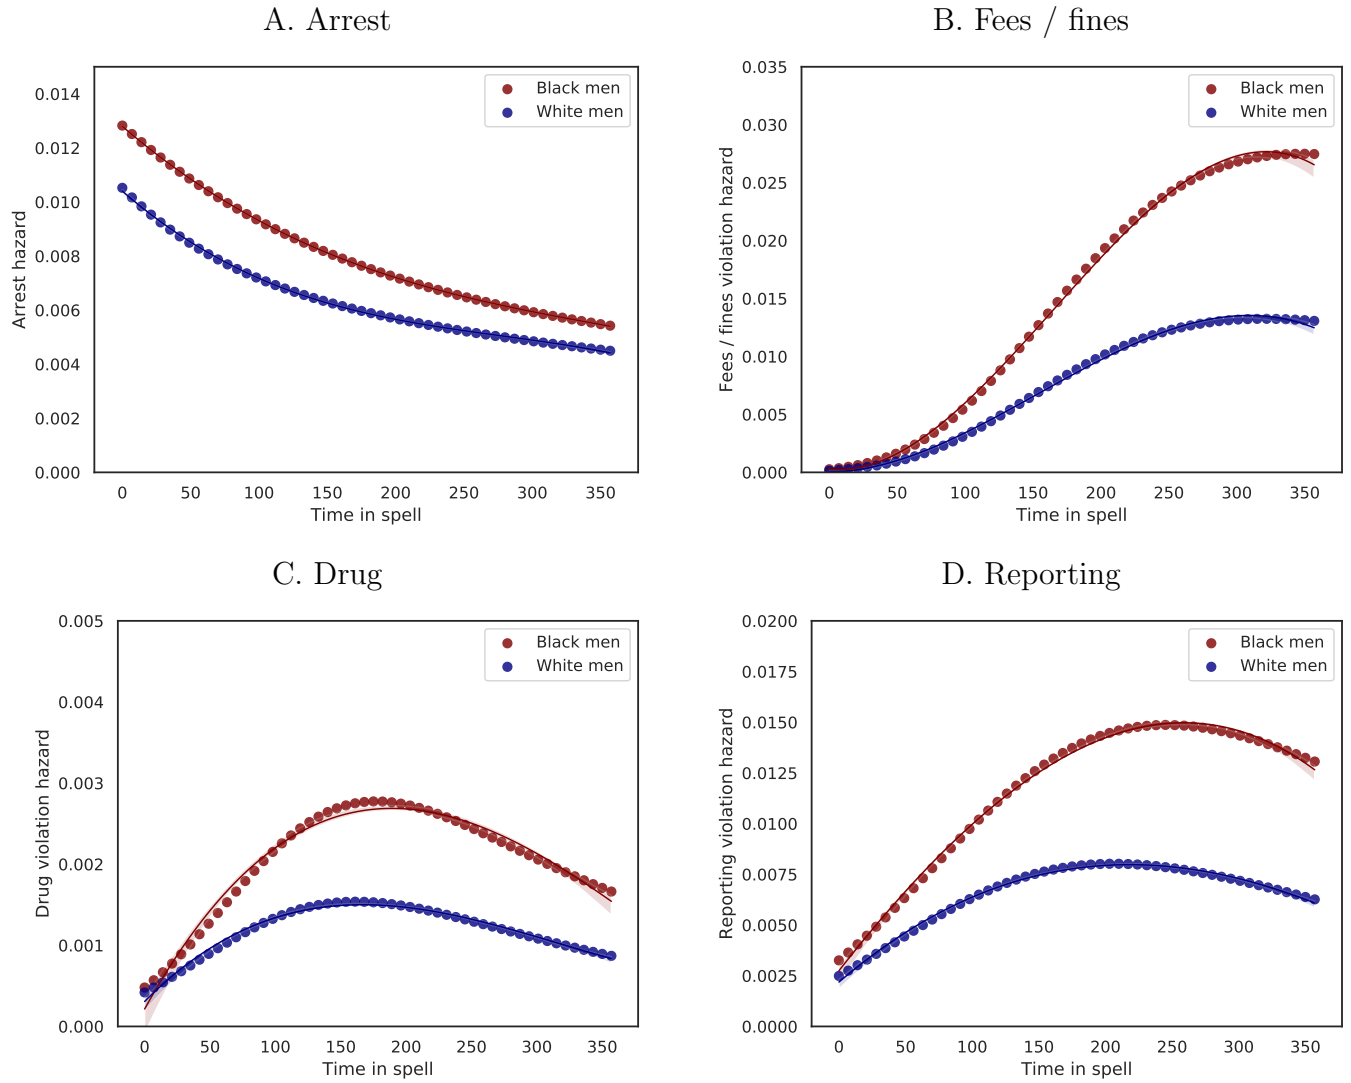 A. Arrest
Arrest hazard
0.014
0.012
0.010
0.008
0.006
0.004
0.002
0.000
Black men
White men
0 50 100 150 200 250 300 350
Time in spell
B. Fees / fines
Fees / fines violation hazard
0.035
0.030
0.025
0.020
0.015
0.010
0.005
0.000
Black men
White men
0 50 100 150 200 250 300 350
Time in spell
C. Drug
Drug violation hazard
0.005
0.004
0.003
0.002
0.001
0.000
Black men
White men
0 50 100 150 200 250 300 350
Time in spell
D. Reporting
Reporting violation hazard
0.0200
0.0175
0.0150
0.0125
0.0100
0.0075
0.0050
0.0025
0.0000
Black men
White men
0 50 100 150 200 250 300 350
Time in spell